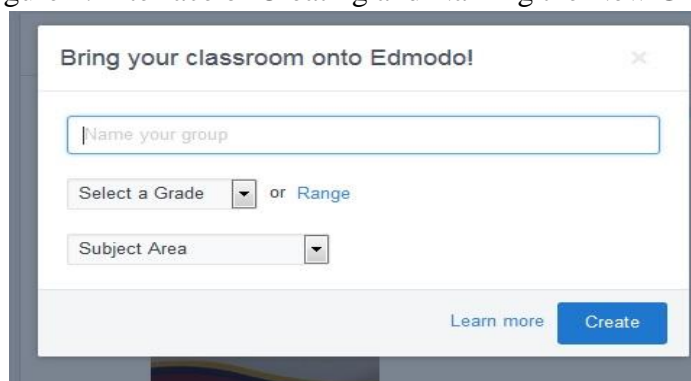 Bring your classroom onto Edmodo!
Name your group
Select a Grade or Range
Subject Area
Learn more Create